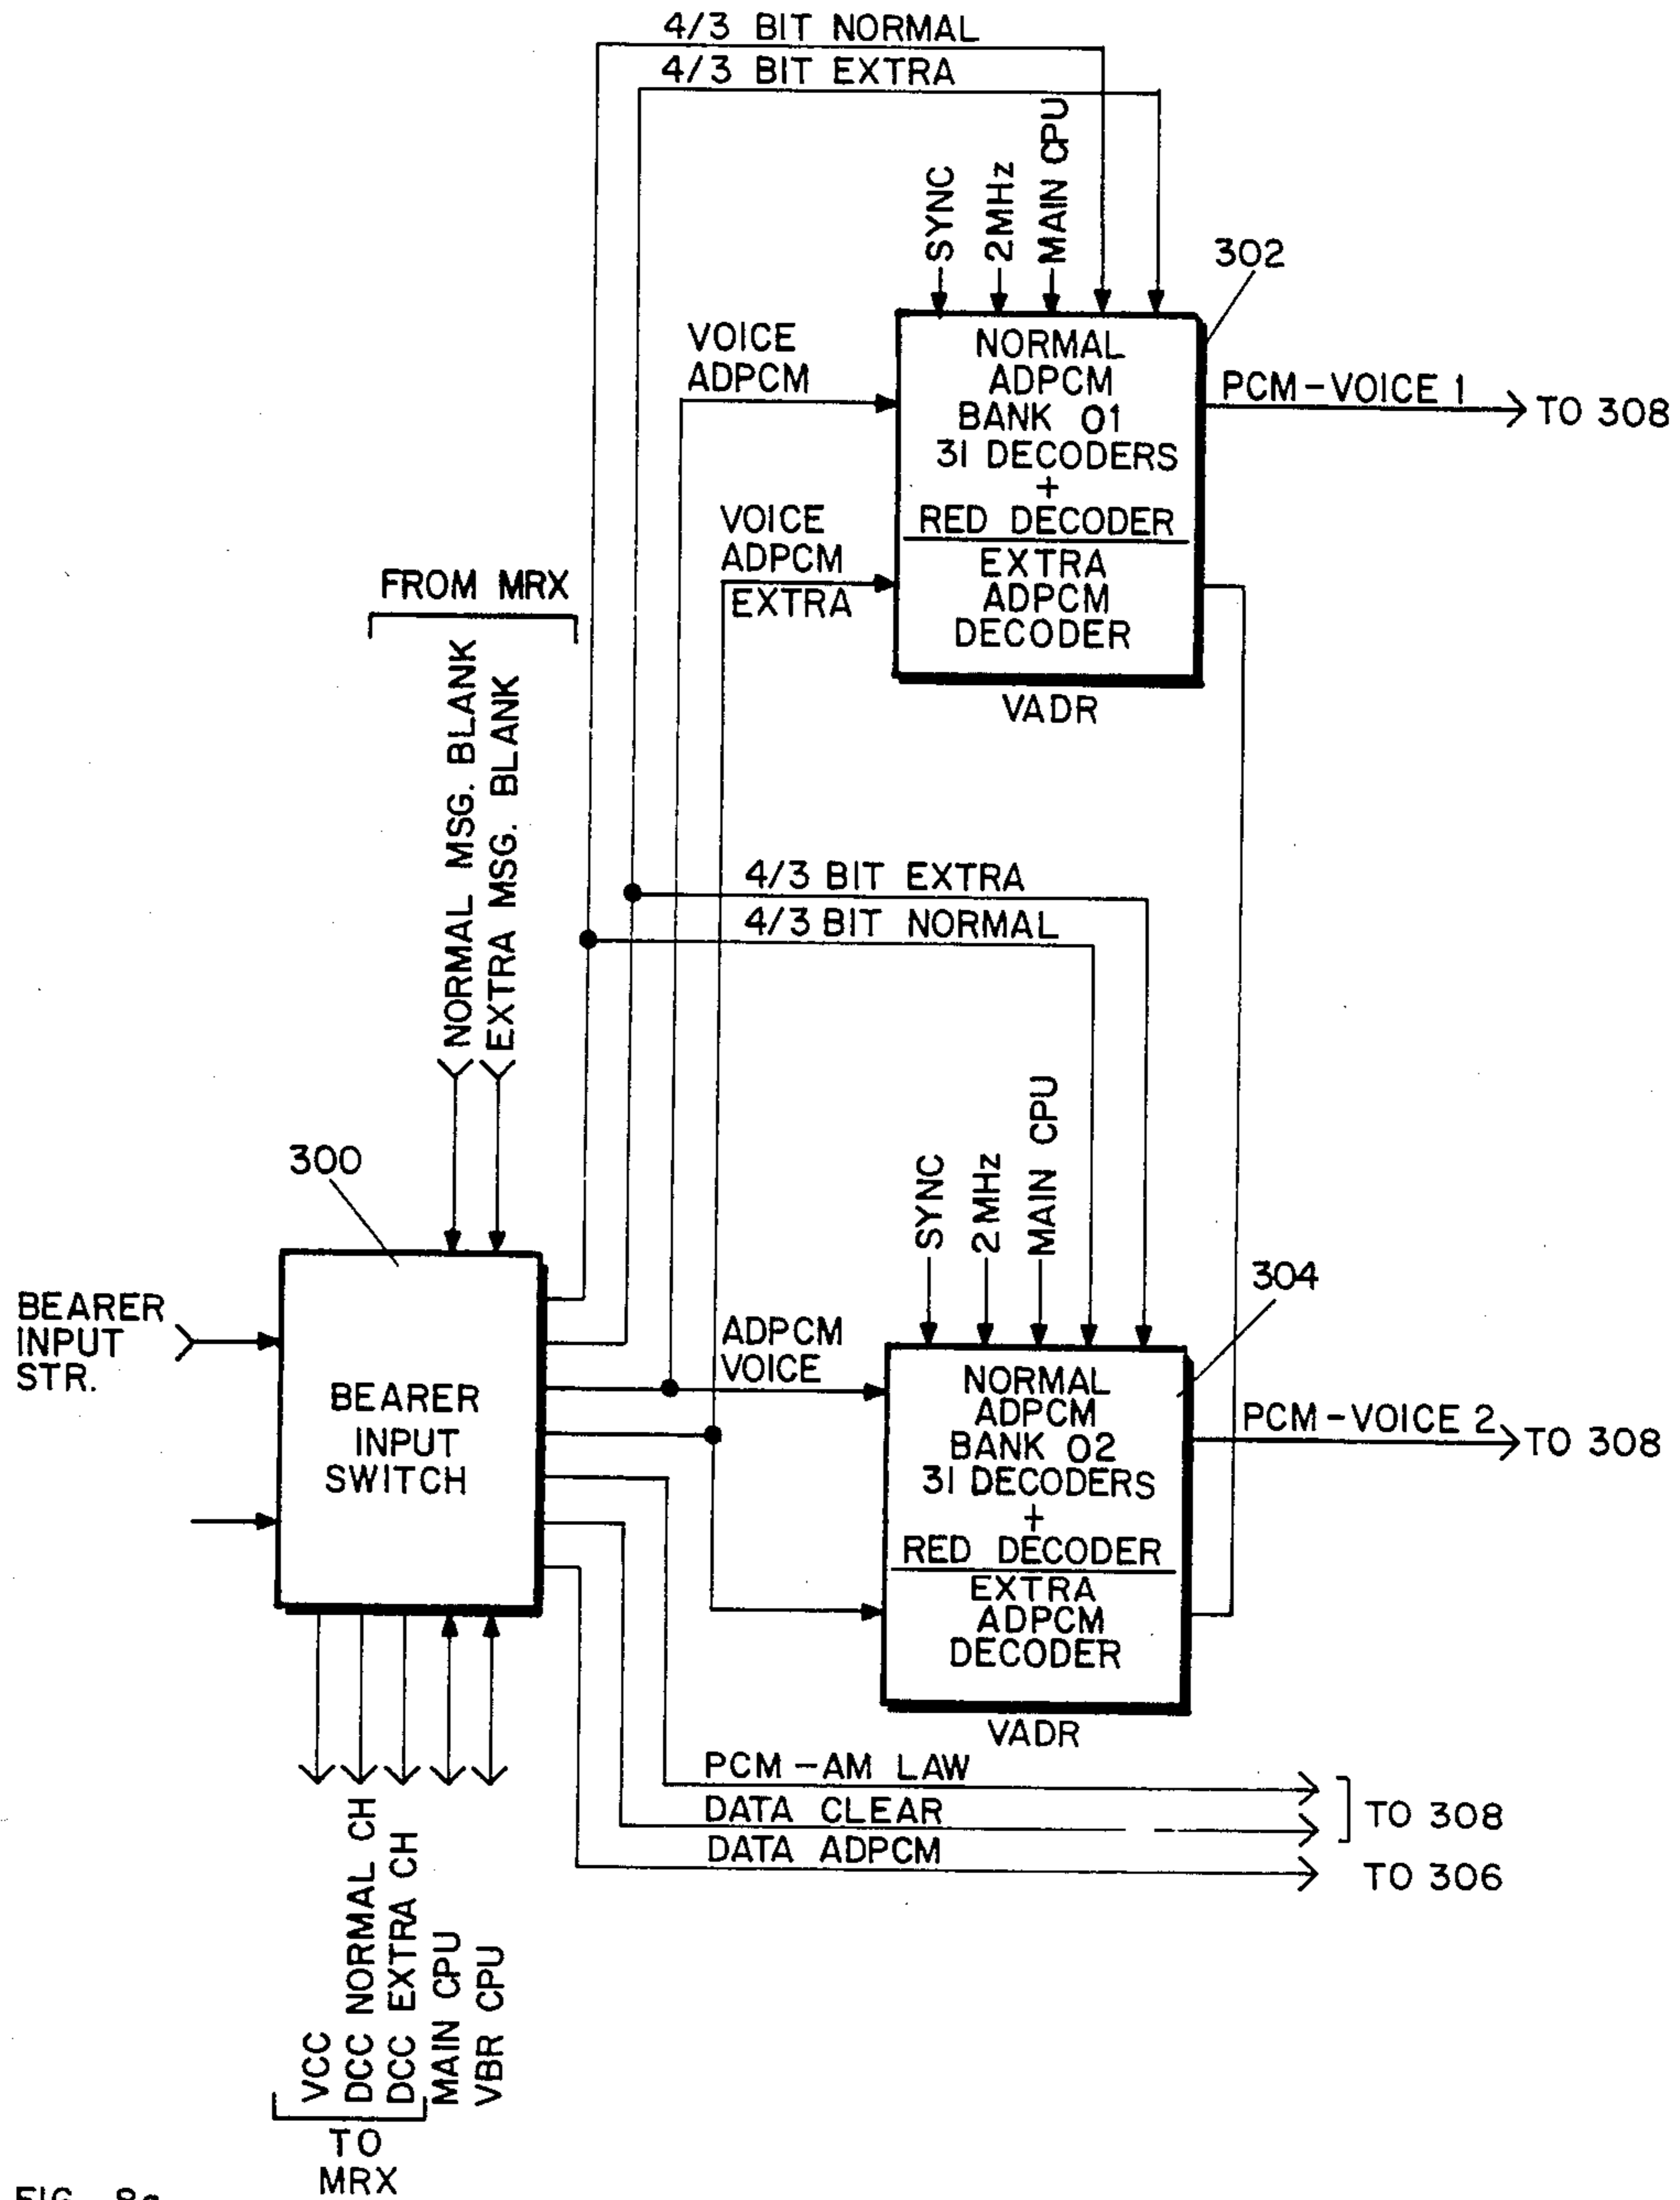 4/3 BIT NORMAL
4/3 BIT EXTRA
SYNC
2MHz
MAIN CPU
302
VOICE
ADPCM
NORMAL
ADPCM
BANK 01
31 DECODERS
+
RED DECODER
EXTRA
ADPCM
DECODER
PCM-VOICE 1
TO 308
VOICE
ADPCM
EXTRA
VADR
FROM MRX
NORMAL MSG. BLANK
EXTRA MSG. BLANK
4/3 BIT EXTRA
4/3 BIT NORMAL
SYNC
2MHz
MAIN CPU
300
304
BEARER
INPUT
STR.
BEARER
INPUT
SWITCH
ADPCM
VOICE
NORMAL
ADPCM
BANK 02
31 DECODERS
+
RED DECODER
EXTRA
ADPCM
DECODER
PCM-VOICE 2
TO 308
VADR
PCM-AM LAW
DATA CLEAR
TO 308
DATA ADPCM
TO 306
VCC
DCC NORMAL CH
DCC EXTRA CH
MAIN CPU
VBR CPU
TO
MRX